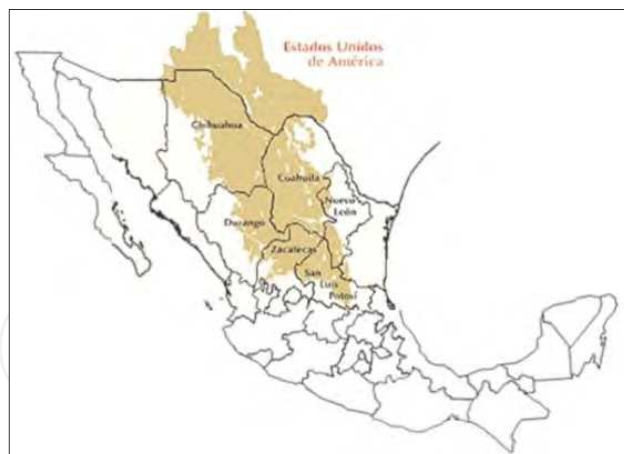 Estados Unidos
de América
Chihuahua
Coahuila
Nuevo
León
Durango
Zacatecas
San
Luis
Potosí